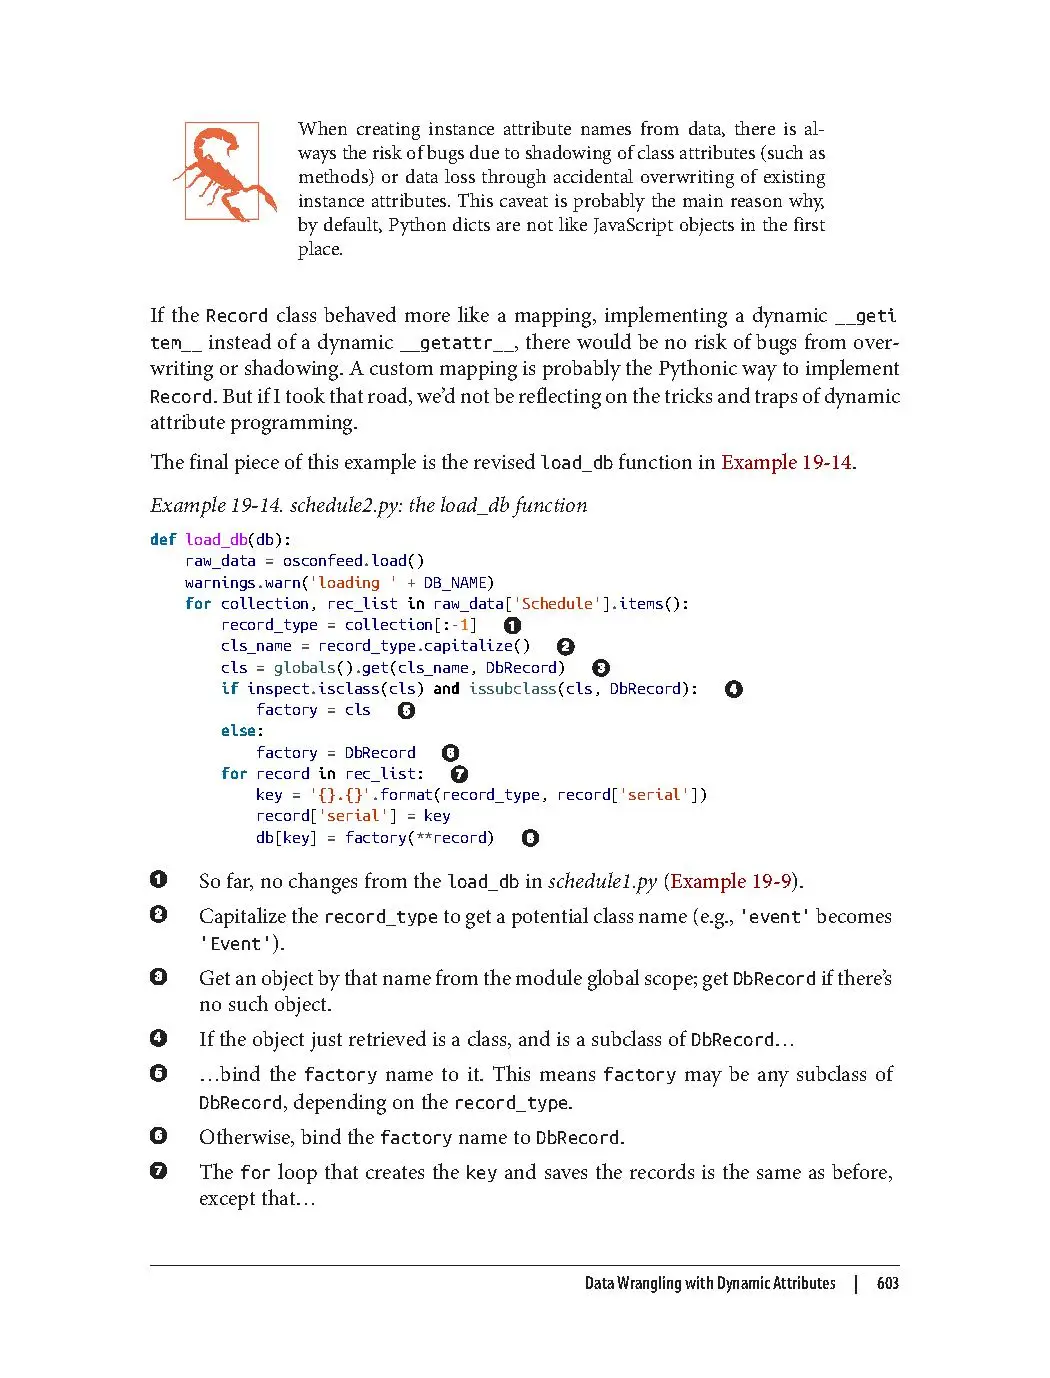 When creating instance attribute names from data, there is al-
ways the risk of bugs due to shadowing of class attributes (such as
methods) or data loss through accidental overwriting of existing
instance attributes. This caveat is probably the main reason why,
by default, Python dicts are not like JavaScript objects in the first
place.
If the Record class behaved more like a mapping, implementing a dynamic __geti
tem__ instead of a dynamic __getattr__, there would be no risk of bugs from over-
writing or shadowing. A custom mapping is probably the Pythonic way to implement
Record. But if I took that road, we’d not be reflecting on the tricks and traps of dynamic
attribute programming.
The final piece of this example is the revised load_db function in Example 19-14.
Example 19-14. schedule2.py: the load_db function
def load_db(db):
    raw_data = osconfeed.load()
    warnings.warn('loading ' + DB_NAME)
    for collection, rec_list in raw_data['Schedule'].items():
        record_type = collection[:-1] ❶
        cls_name = record_type.capitalize() ❷
        cls = globals().get(cls_name, DbRecord) ❸
        if inspect.isclass(cls) and issubclass(cls, DbRecord): ❹
            factory = cls ❺
        else:
            factory = DbRecord ❻
        for record in rec_list: ❼
            key = '{}.{}'.format(record_type, record['serial'])
            record['serial'] = key
            db[key] = factory(**record) ❽
❶ So far, no changes from the load_db in schedule1.py (Example 19-9).
❷ Capitalize the record_type to get a potential class name (e.g., 'event' becomes
'Event').
❸ Get an object by that name from the module global scope; get DbRecord if there’s
no such object.
❹ If the object just retrieved is a class, and is a subclass of DbRecord…
❺ …bind the factory name to it. This means factory may be any subclass of
DbRecord, depending on the record_type.
❻ Otherwise, bind the factory name to DbRecord.
❼ The for loop that creates the key and saves the records is the same as before,
except that…
Data Wrangling with Dynamic Attributes | 603